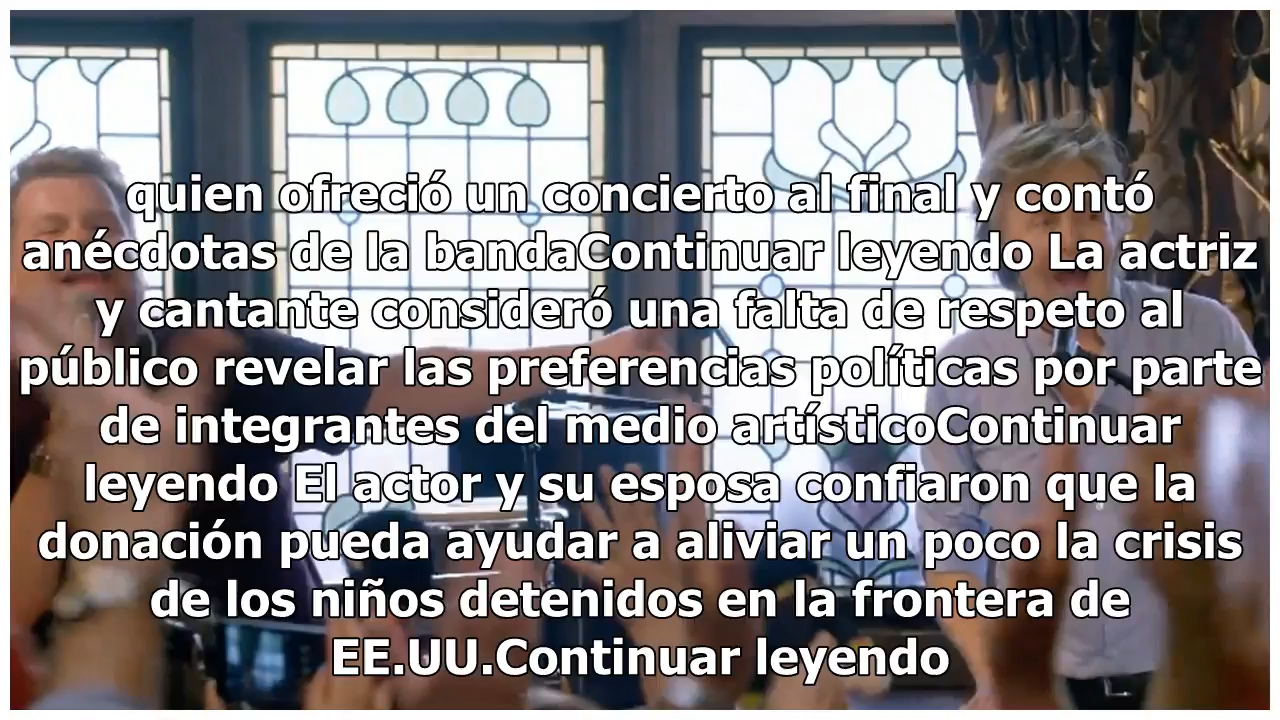 quien ofreció un concierto al final y contó
anécdotas de la bandaContinuar leyendo La actriz
y cantante consideró una falta de respeto al
público revelar las preferencias políticas por parte
de integrantes del medio artísticoContinuar
leyendo El actor y su esposa confiaron que la
donación pueda ayudar a aliviar un poco la crisis
de los niños detenidos en la frontera de
EE.UU.Continuar leyendo